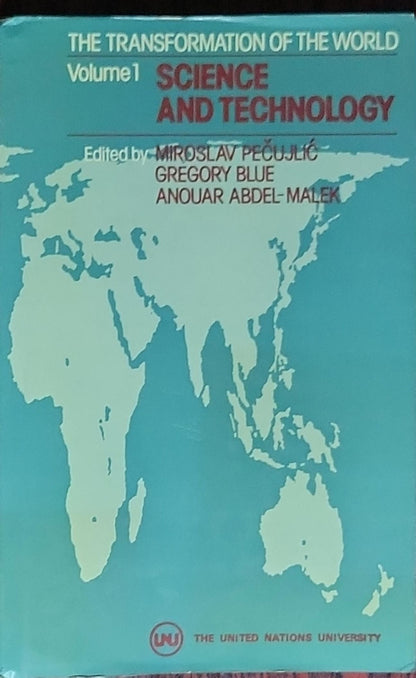 THE TRANSFORMATION OF THE WORLD
Volume 1 SCIENCE
AND TECHNOLOGY
Edited by MIROSLAV PEČUJLIĆ
GREGORY BLUE
ANOUAR ABDEL-MALEK
UNU THE UNITED NATIONS UNIVERSITY